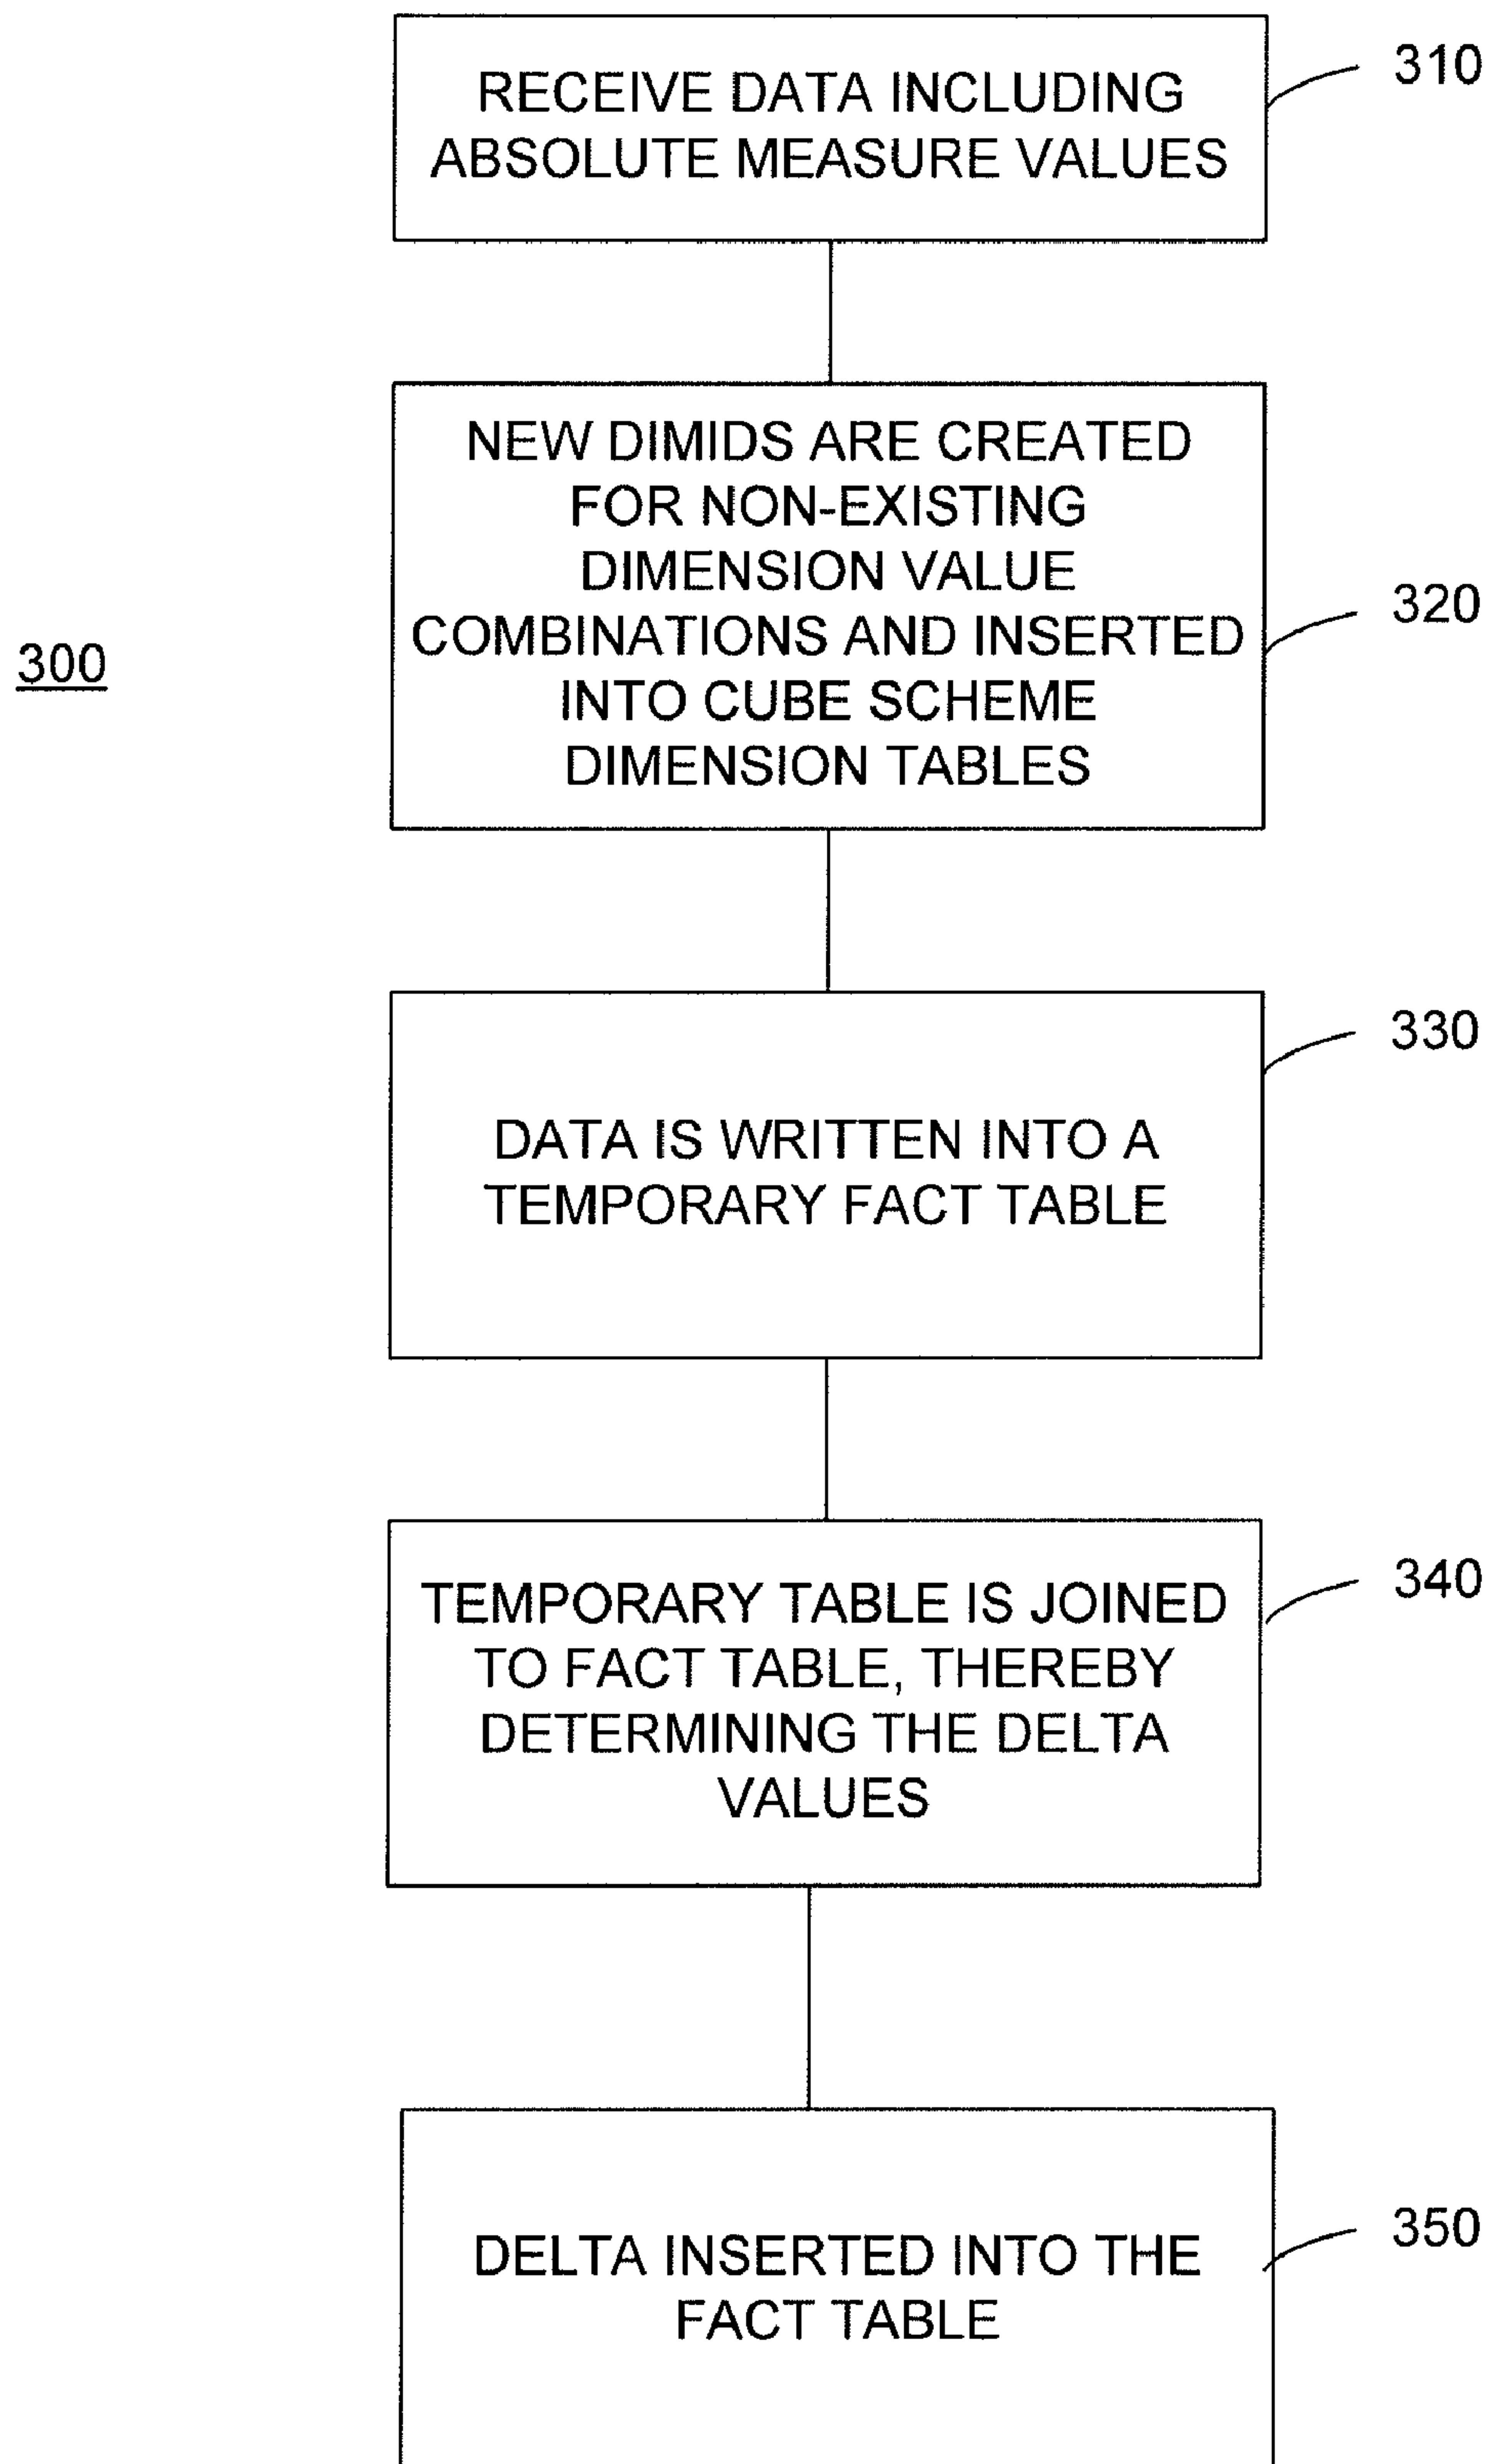 RECEIVE DATA INCLUDING
ABSOLUTE MEASURE VALUES
310
NEW DIMIDS ARE CREATED
FOR NON-EXISTING
DIMENSION VALUE
COMBINATIONS AND INSERTED
INTO CUBE SCHEME
DIMENSION TABLES
320
300
DATA IS WRITTEN INTO A
TEMPORARY FACT TABLE
330
TEMPORARY TABLE IS JOINED
TO FACT TABLE, THEREBY
DETERMINING THE DELTA
VALUES
340
DELTA INSERTED INTO THE
FACT TABLE
350